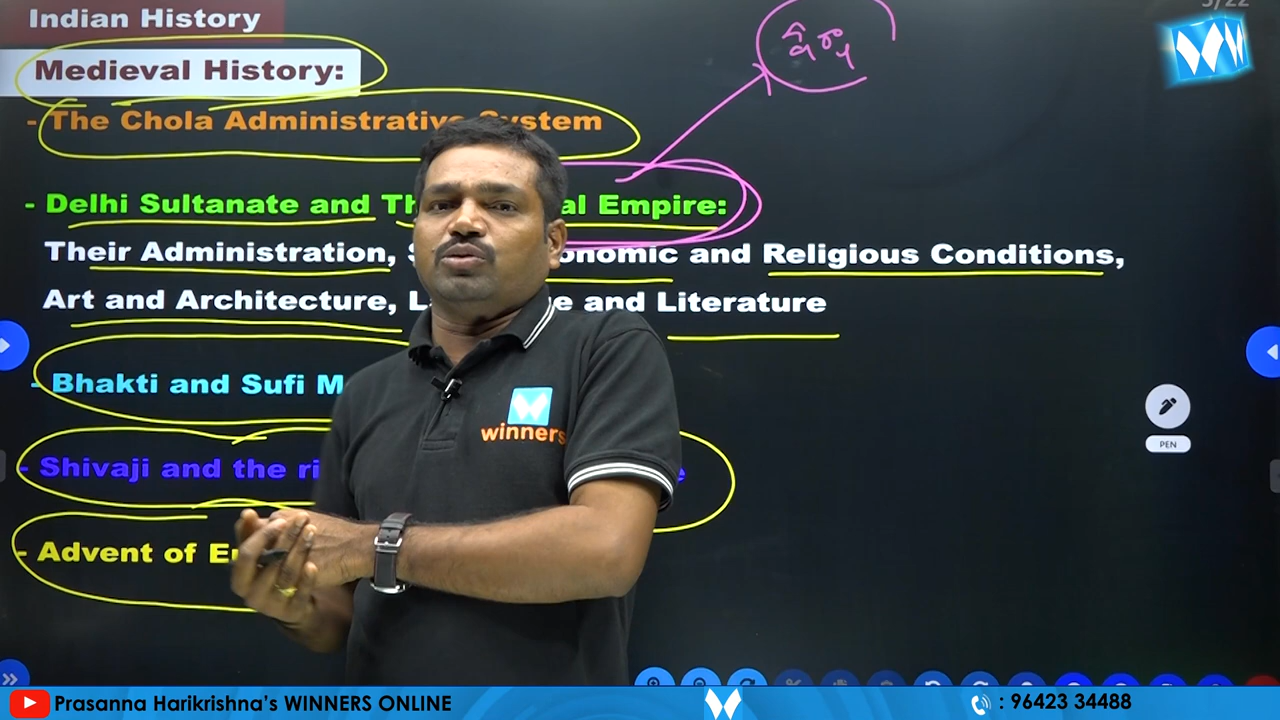 Indian History
Medieval History:
- The Chola Administrative System
- Delhi Sultanate and Th al Empire:
Their Administration, S onomic and Religious Conditions,
Art and Architecture, La e and Literature
- Bhakti and Sufi M
- Shivaji and the ri e
- Advent of E
winners
PEN
Prasanna Harikrishna's WINNERS ONLINE
: 96423 34488